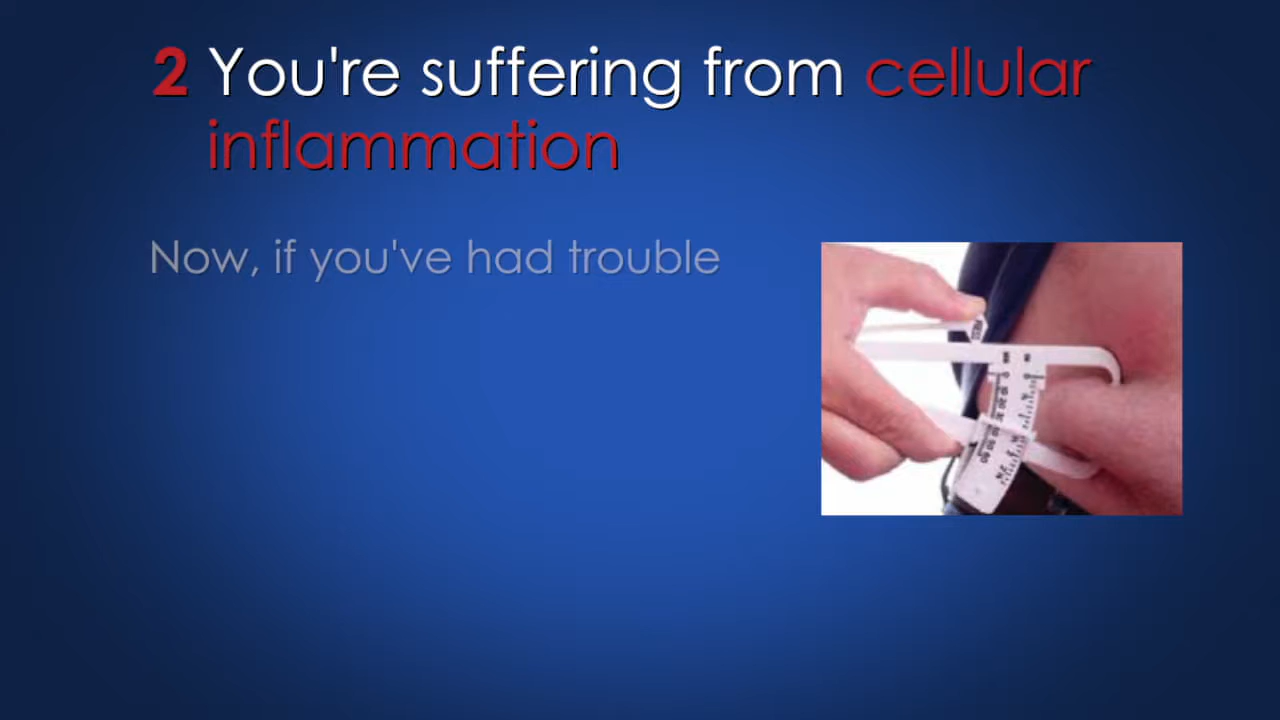 2 You're suffering from cellular
inflammation
Now, if you've had trouble